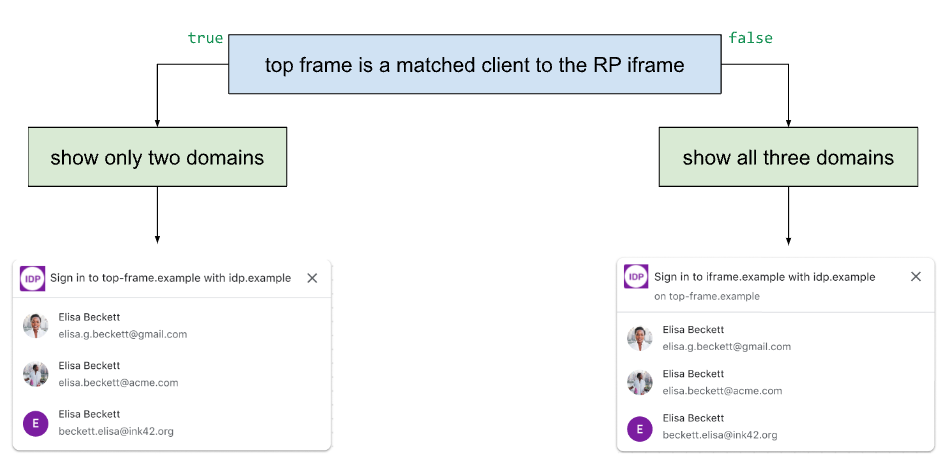 true
false
top frame is a matched client to the RP iframe
show only two domains
show all three domains
IDP
Sign in to top-frame.example with idp.example
Elisa Beckett
elisa.g.beckett@gmail.com
Elisa Beckett
elisa.beckett@acme.com
E
Elisa Beckett
beckett.elisa@ink42.org
IDP
Sign in to iframe.example with idp.example
on top-frame.example
Elisa Beckett
elisa.g.beckett@gmail.com
Elisa Beckett
elisa.beckett@acme.com
E
Elisa Beckett
beckett.elisa@ink42.org